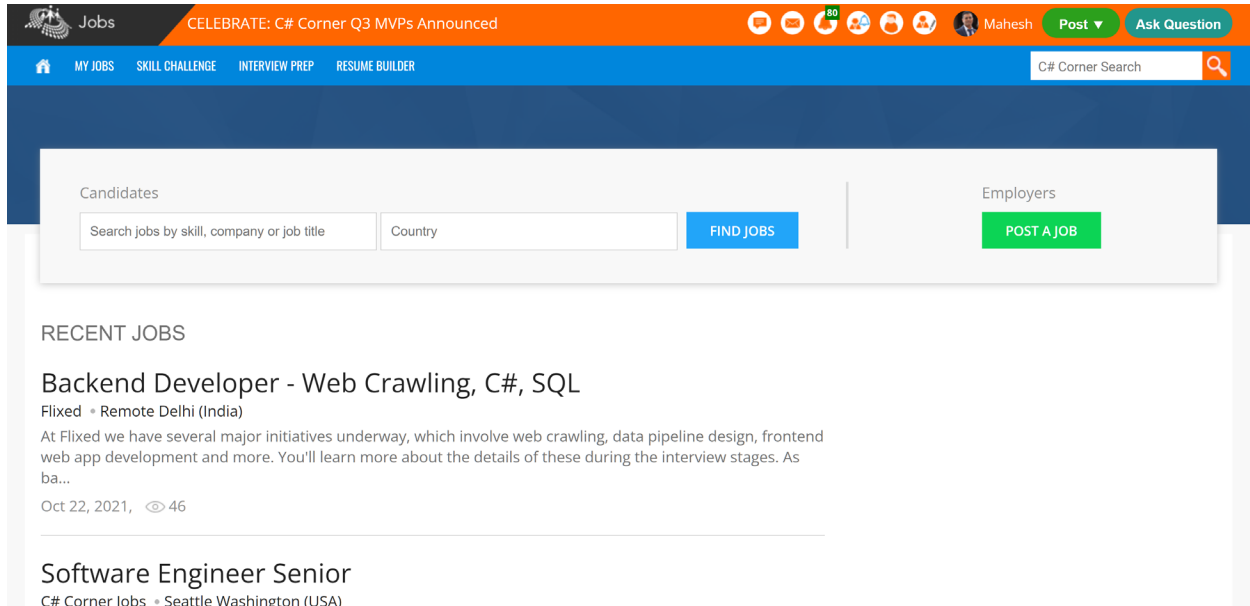 Jobs
CELEBRATE: C# Corner Q3 MVPs Announced
80
Mahesh
Post ▼
Ask Question
MY JOBS
SKILL CHALLENGE
INTERVIEW PREP
RESUME BUILDER
C# Corner Search
Candidates
Search jobs by skill, company or job title
Country
FIND JOBS
Employers
POST A JOB
RECENT JOBS
Backend Developer - Web Crawling, C#, SQL
Flixed • Remote Delhi (India)
At Flixed we have several major initiatives underway, which involve web crawling, data pipeline design, frontend
web app development and more. You'll learn more about the details of these during the interview stages. As
ba...
Oct 22, 2021, 46
Software Engineer Senior
C# Corner Jobs • Seattle Washington (USA)